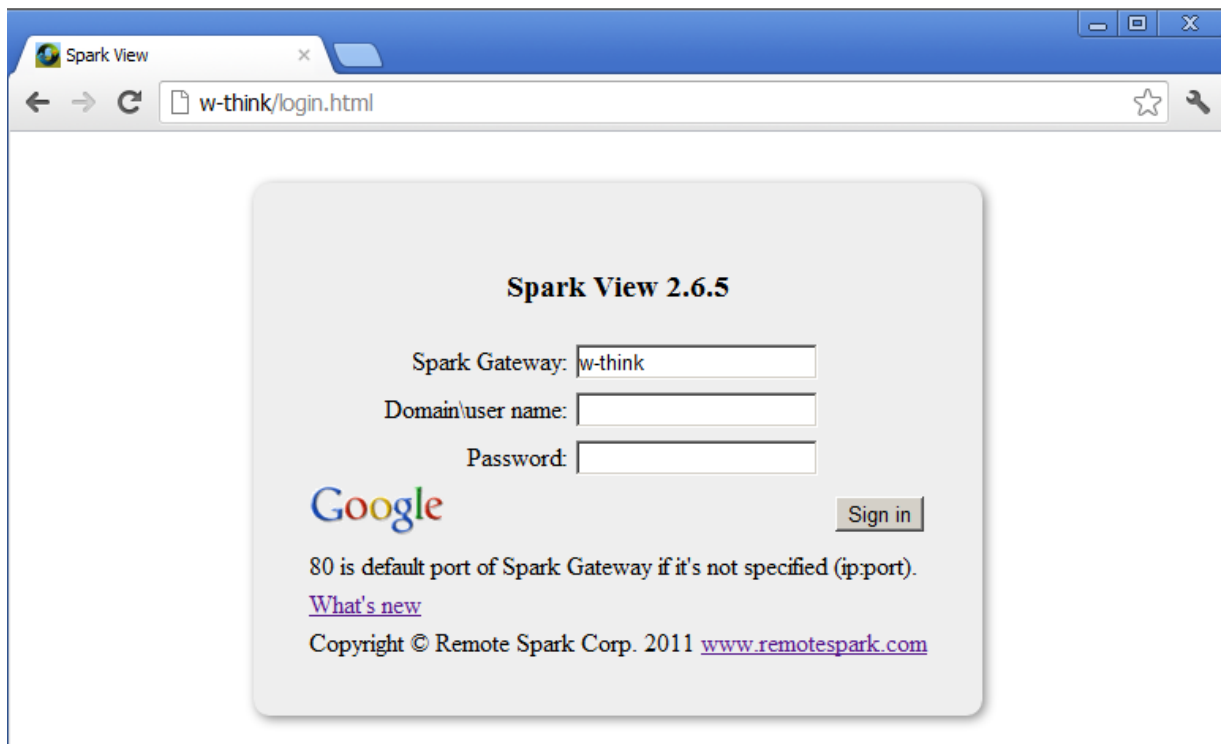 Spark View
w-think/login.html
Spark View 2.6.5
Spark Gateway: w-think
Domain\user name:
Password:
Google
Sign in
80 is default port of Spark Gateway if it's not specified (ip:port).
What's new
Copyright © Remote Spark Corp. 2011 www.remotespark.com